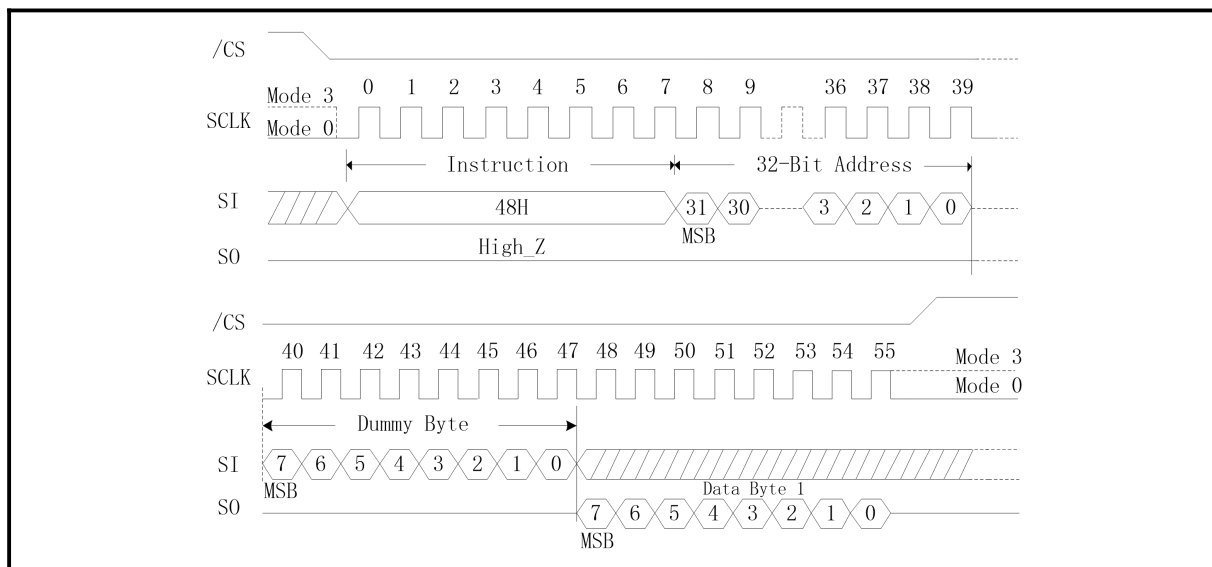 /CS
0 1 2 3 4 5 6 7 8 9 36 37 38 39
Mode 3
SCLK
Mode 0
Instruction 32-Bit Address
SI 48H 31 30 3 2 1 0
MSB
High_Z
SO
/CS
40 41 42 43 44 45 46 47 48 49 50 51 52 53 54 55
Mode 3
SCLK
Mode 0
Dummy Byte
SI 7 6 5 4 3 2 1 0
MSB Data Byte 1
SO 7 6 5 4 3 2 1 0
MSB